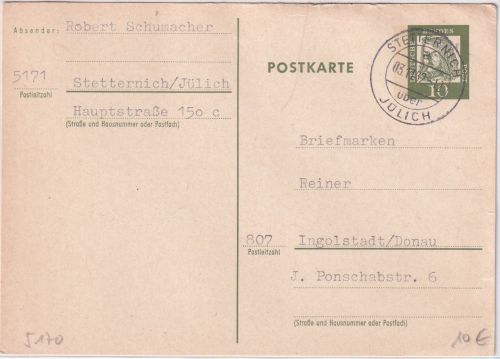 Absender: Robert Schumacher
5171
Postleitzahl
Stetternich/Jülich
Hauptstraße 15o c
(Straße und Hausnummer oder Postfach)
POSTKARTE
STETTERNICH
über
JÜLICH
10
Briefmarken
Reiner
807
Postleitzahl
Ingolstadt/Donau
J. Ponschabstr. 6
(Straße und Hausnummer oder Postfach)
5170
10 €